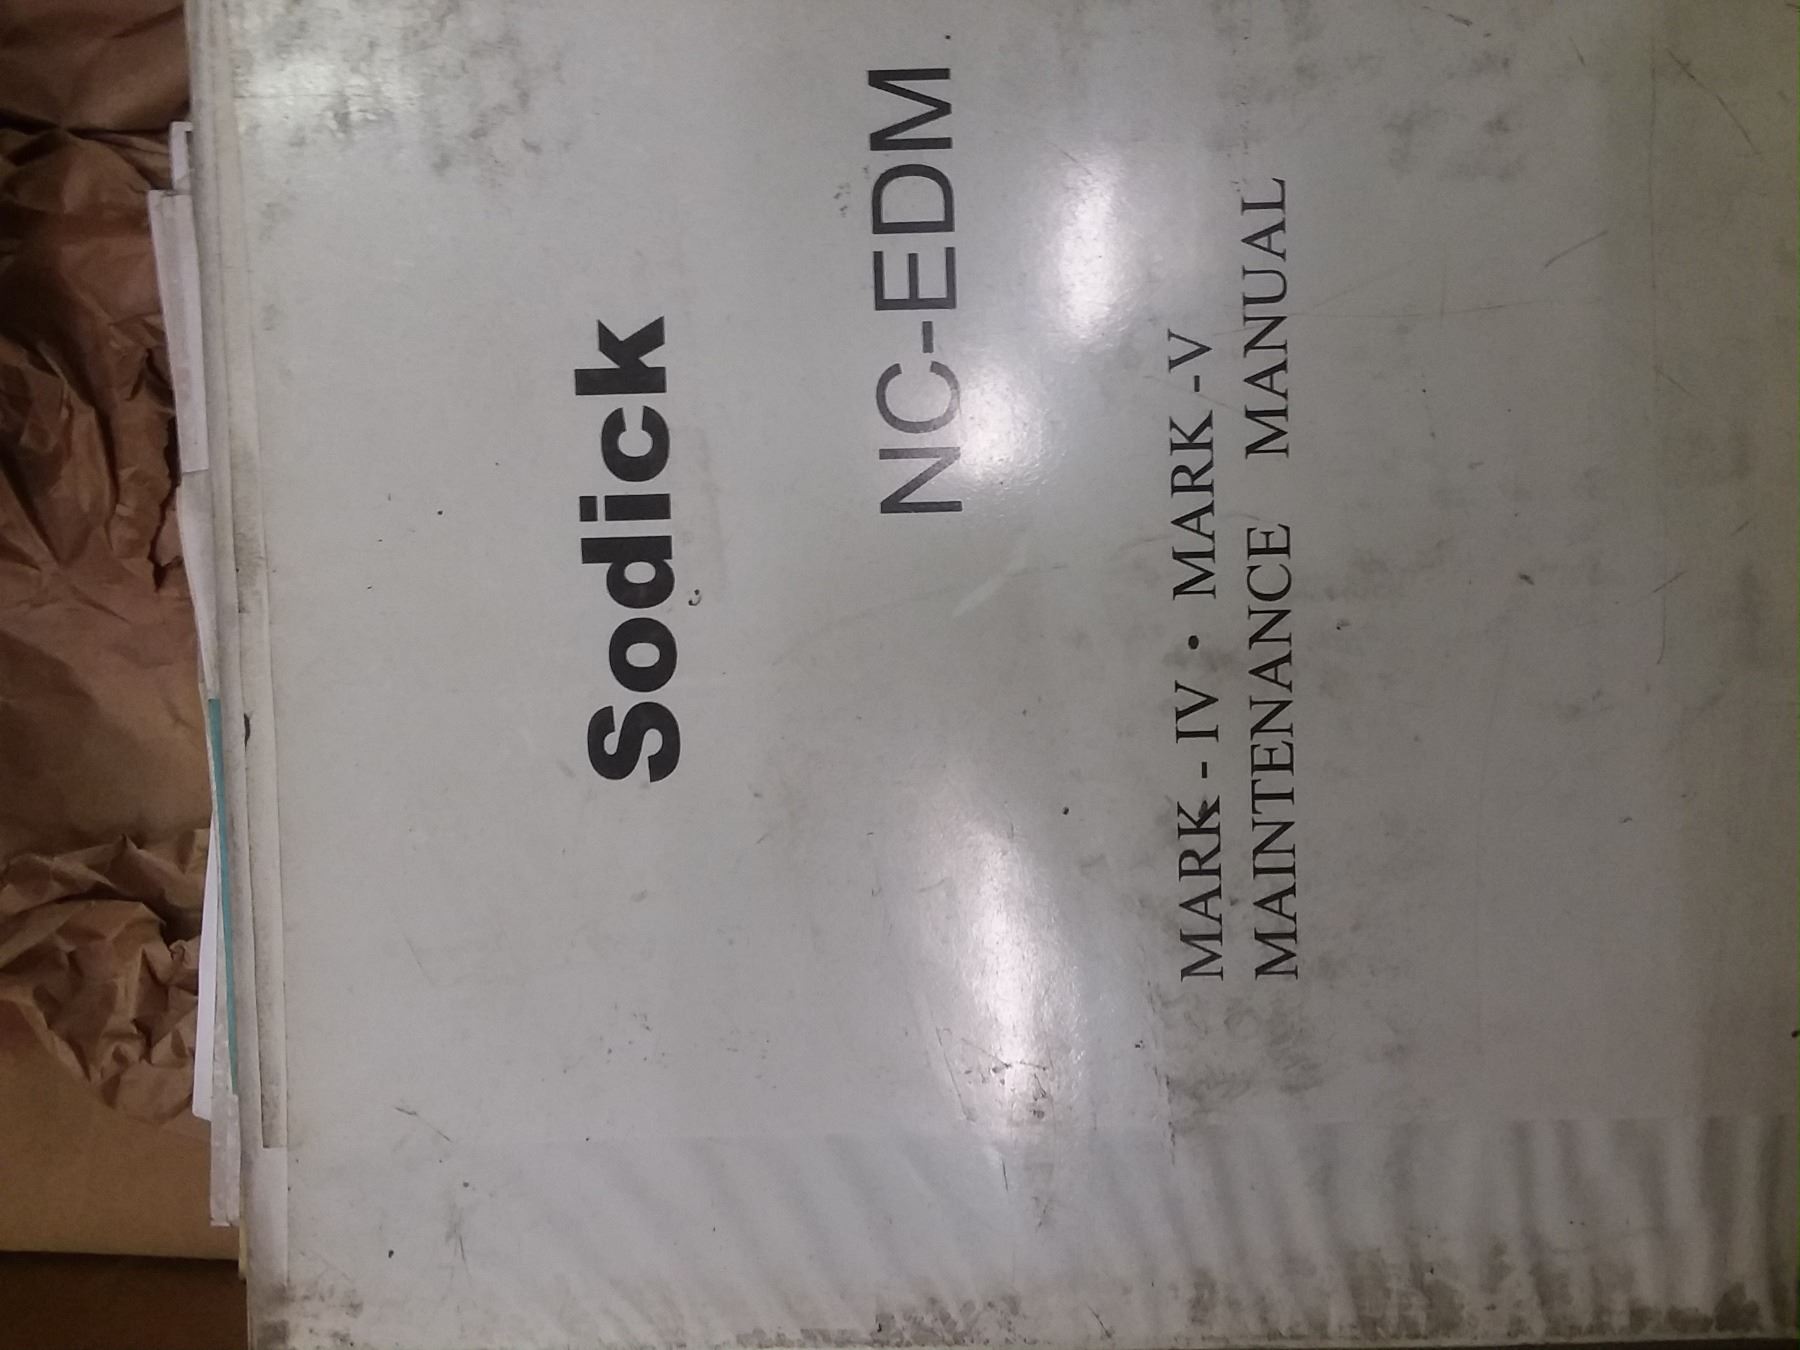 Sodick
NC-EDM
MARK - IV • MARK -V
MAINTENANCE MANUAL